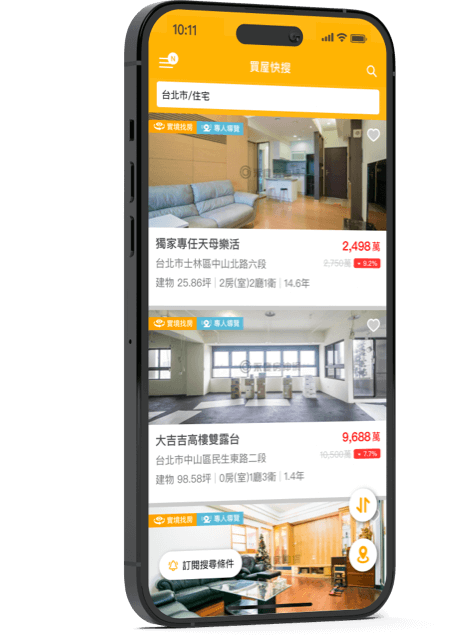 10:11
N
買屋快搜
台北市/住宅
實境找房 專人導覽
獨家專任天母樂活
2,498 萬
台北市士林區中山北路六段
2,750萬 9.2%
建物 25.86坪 | 2房(室)2廳1衛 | 14.6年
實境找房 專人導覽
大吉吉高樓雙露台
9,688 萬
台北市中山區民生東路二段
10,500萬 7.7%
建物 98.58坪 | 0房(室)1廳3衛 | 1.4年
實境找房 專人導覽
訂閱搜尋條件